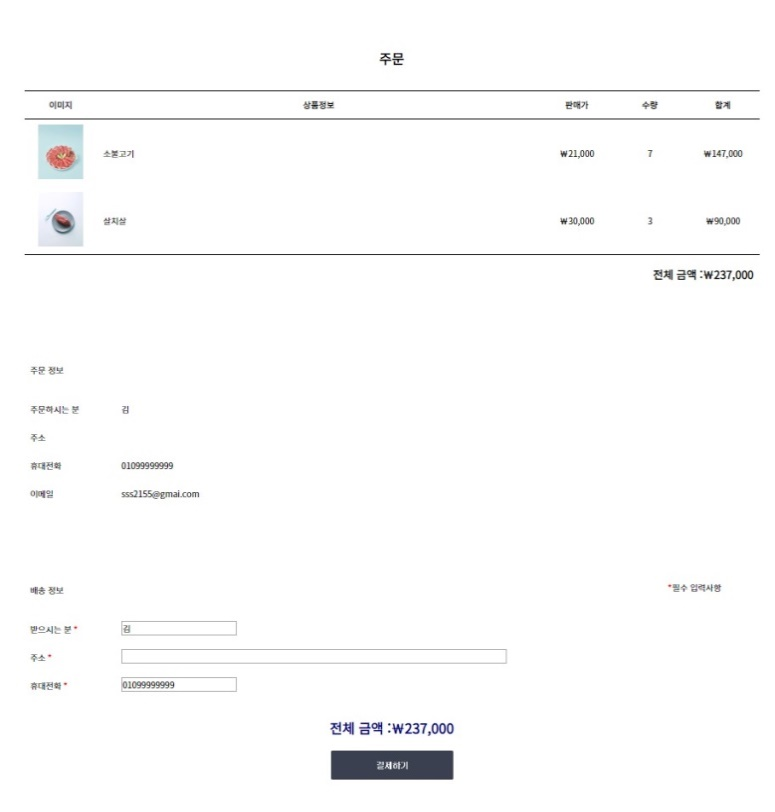 주문
이미지 상품정보 판매가 수량 합계
소불고기 ₩21,000 7 ₩147,000
살치살 ₩30,000 3 ₩90,000
전체 금액 :₩237,000
주문 정보
주문하시는 분 김
주소
휴대전화 01099999999
이메일 sss2155@gmai.com
배송 정보 *필수 입력사항
받으시는 분 * 김
주소 *
휴대전화 * 01099999999
전체 금액 :₩237,000
결제하기